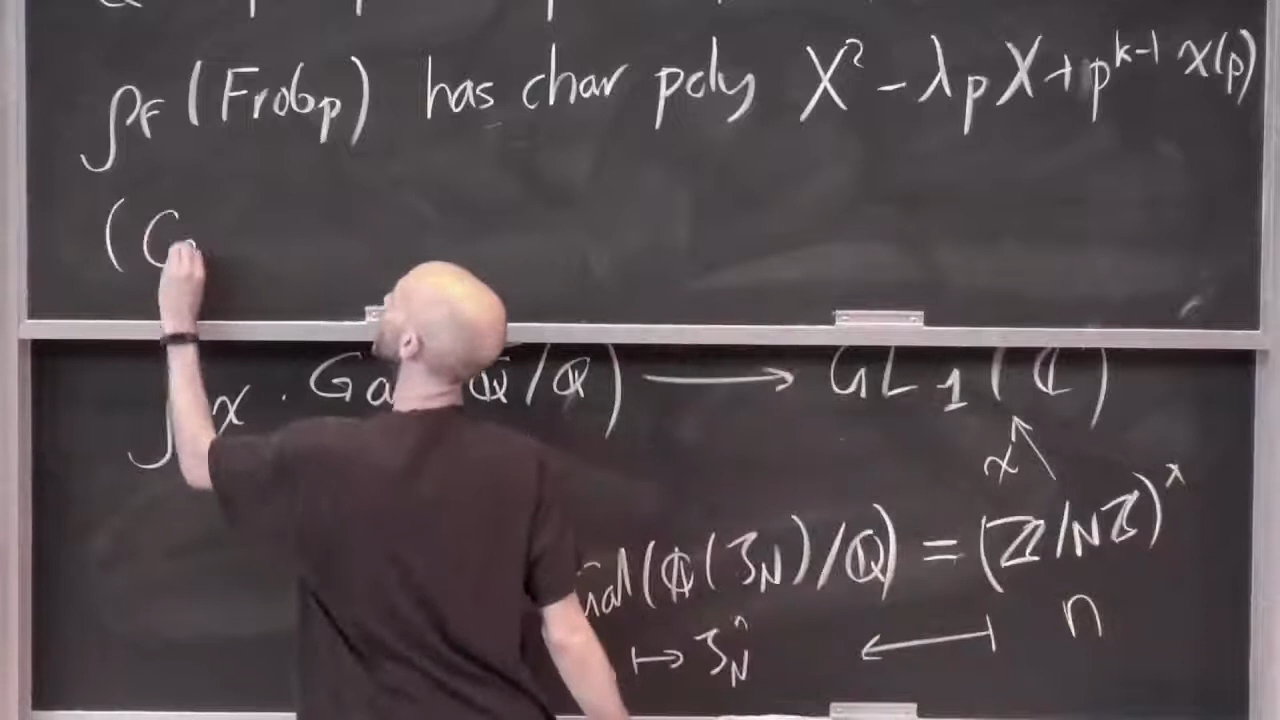 ρ_F (Frob_p) has char poly X² - λ_p X + p^{k-1} χ(p)
(C
ρ_χ : Ga Q̄/Q) ⟶ GL_1(ℂ)
χ ↖
Gal(ℚ(ζ_N)/ℚ) = (ℤ/Nℤ)^×
↦ ζ_N^n ⟻ n